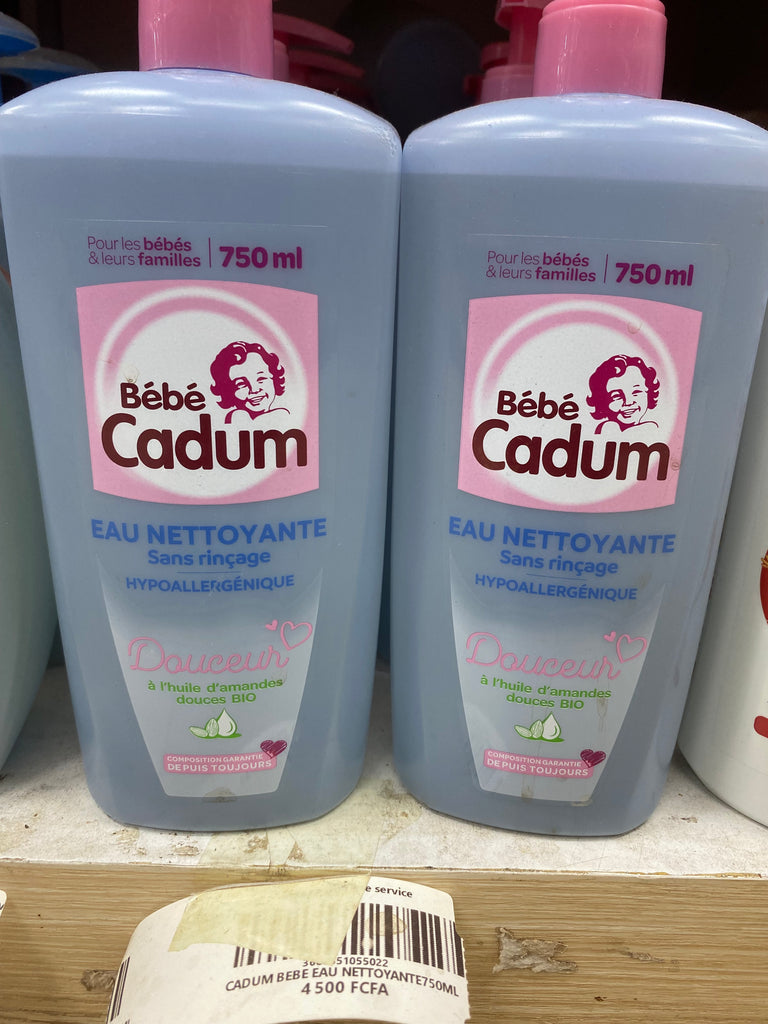 Pour les bébés
& leurs familles
750 ml
Bébé
Cadum
EAU NETTOYANTE
Sans rinçage
HYPOALLERGÉNIQUE
Douceur
à l'huile d'amandes
douces BIO
COMPOSITION GARANTIE
DEPUIS TOUJOURS
Pour les bébés
& leurs familles
750 ml
Bébé
Cadum
EAU NETTOYANTE
Sans rinçage
HYPOALLERGÉNIQUE
Douceur
à l'huile d'amandes
douces BIO
COMPOSITION GARANTIE
DEPUIS TOUJOURS
e service
51055022
CADUM BEBE EAU NETTOYANTE750ML
4 500 FCFA